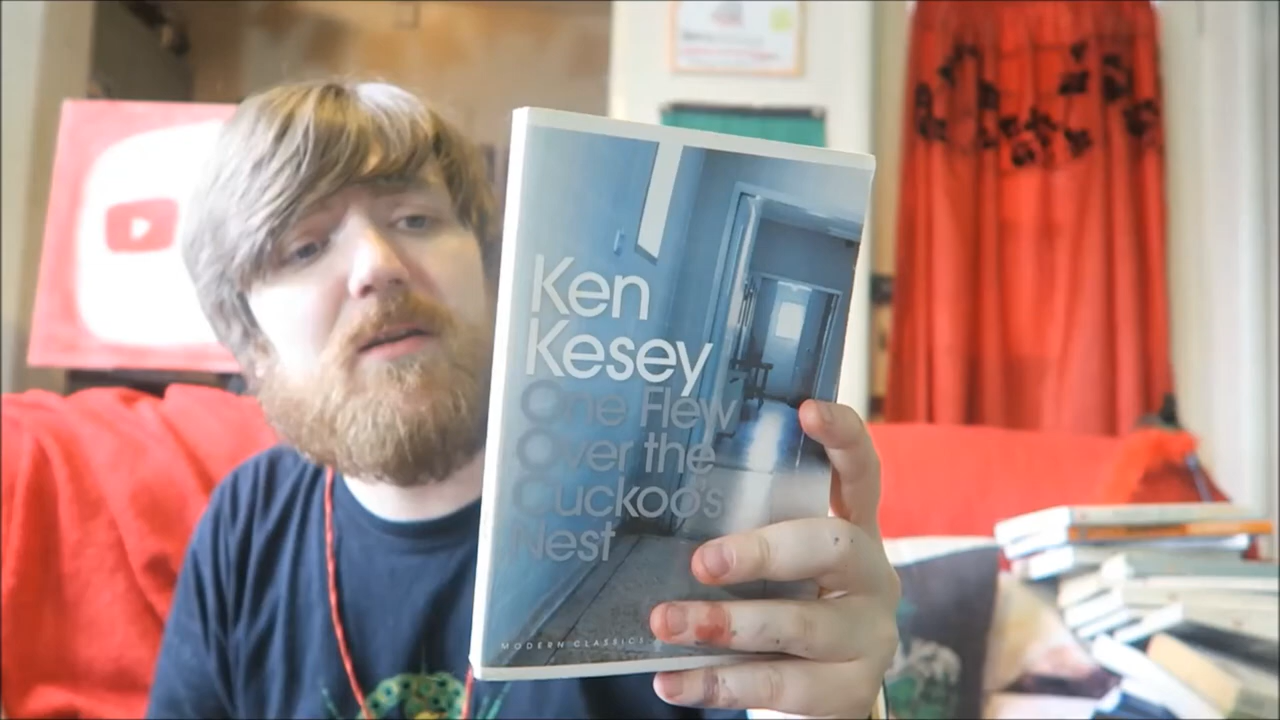 Ken
Kesey
One Flew
Over the
Cuckoo's
Nest
MODERN CLASSICS